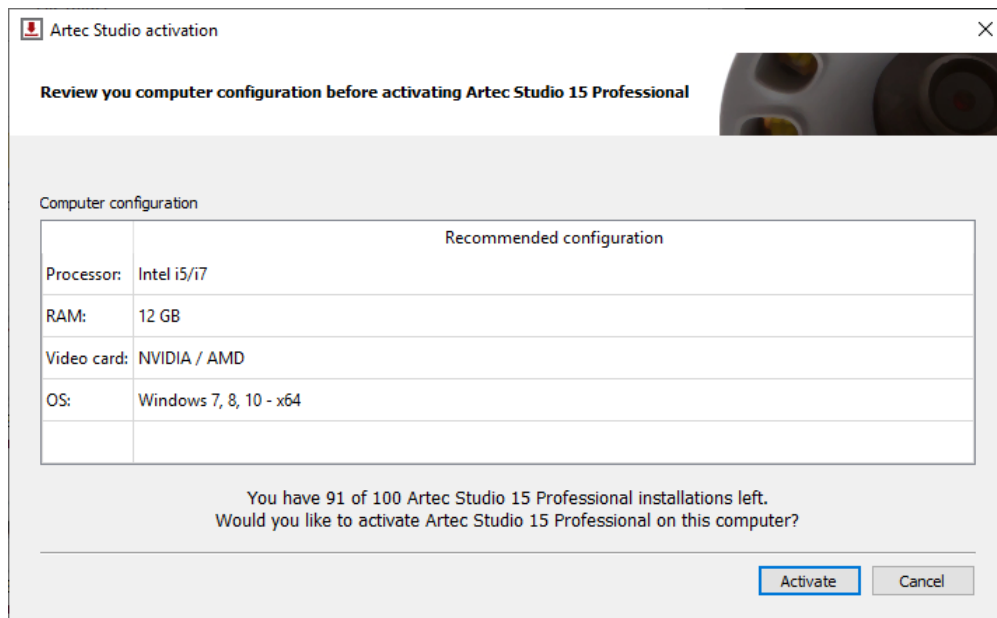 Artec Studio activation
Review you computer configuration before activating Artec Studio 15 Professional
Computer configuration
Recommended configuration
Processor: Intel i5/i7
RAM: 12 GB
Video card: NVIDIA / AMD
OS: Windows 7, 8, 10 - x64
You have 91 of 100 Artec Studio 15 Professional installations left.
Would you like to activate Artec Studio 15 Professional on this computer?
Activate Cancel